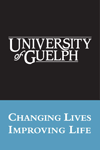 UNIVERSITY
of GUELPH
CHANGING LIVES
IMPROVING LIFE